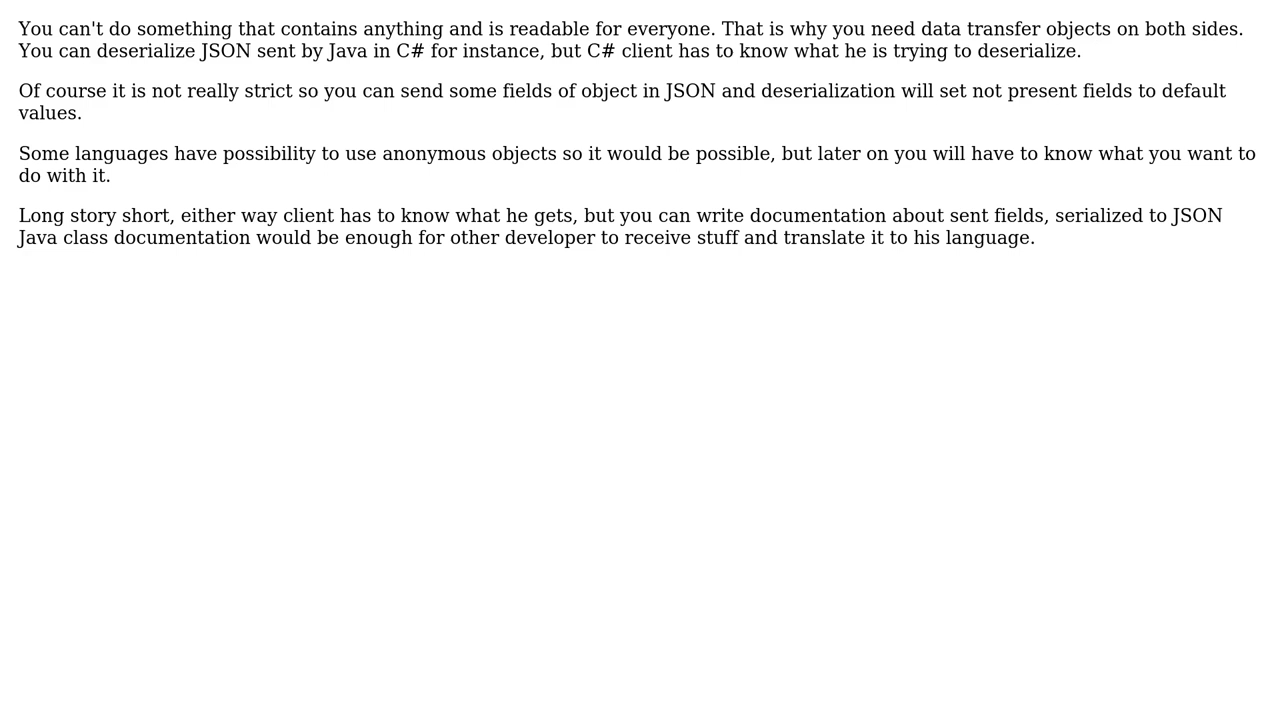 You can't do something that contains anything and is readable for everyone. That is why you need data transfer objects on both sides.
You can deserialize JSON sent by Java in C# for instance, but C# client has to know what he is trying to deserialize.
Of course it is not really strict so you can send some fields of object in JSON and deserialization will set not present fields to default
values.
Some languages have possibility to use anonymous objects so it would be possible, but later on you will have to know what you want to
do with it.
Long story short, either way client has to know what he gets, but you can write documentation about sent fields, serialized to JSON
Java class documentation would be enough for other developer to receive stuff and translate it to his language.